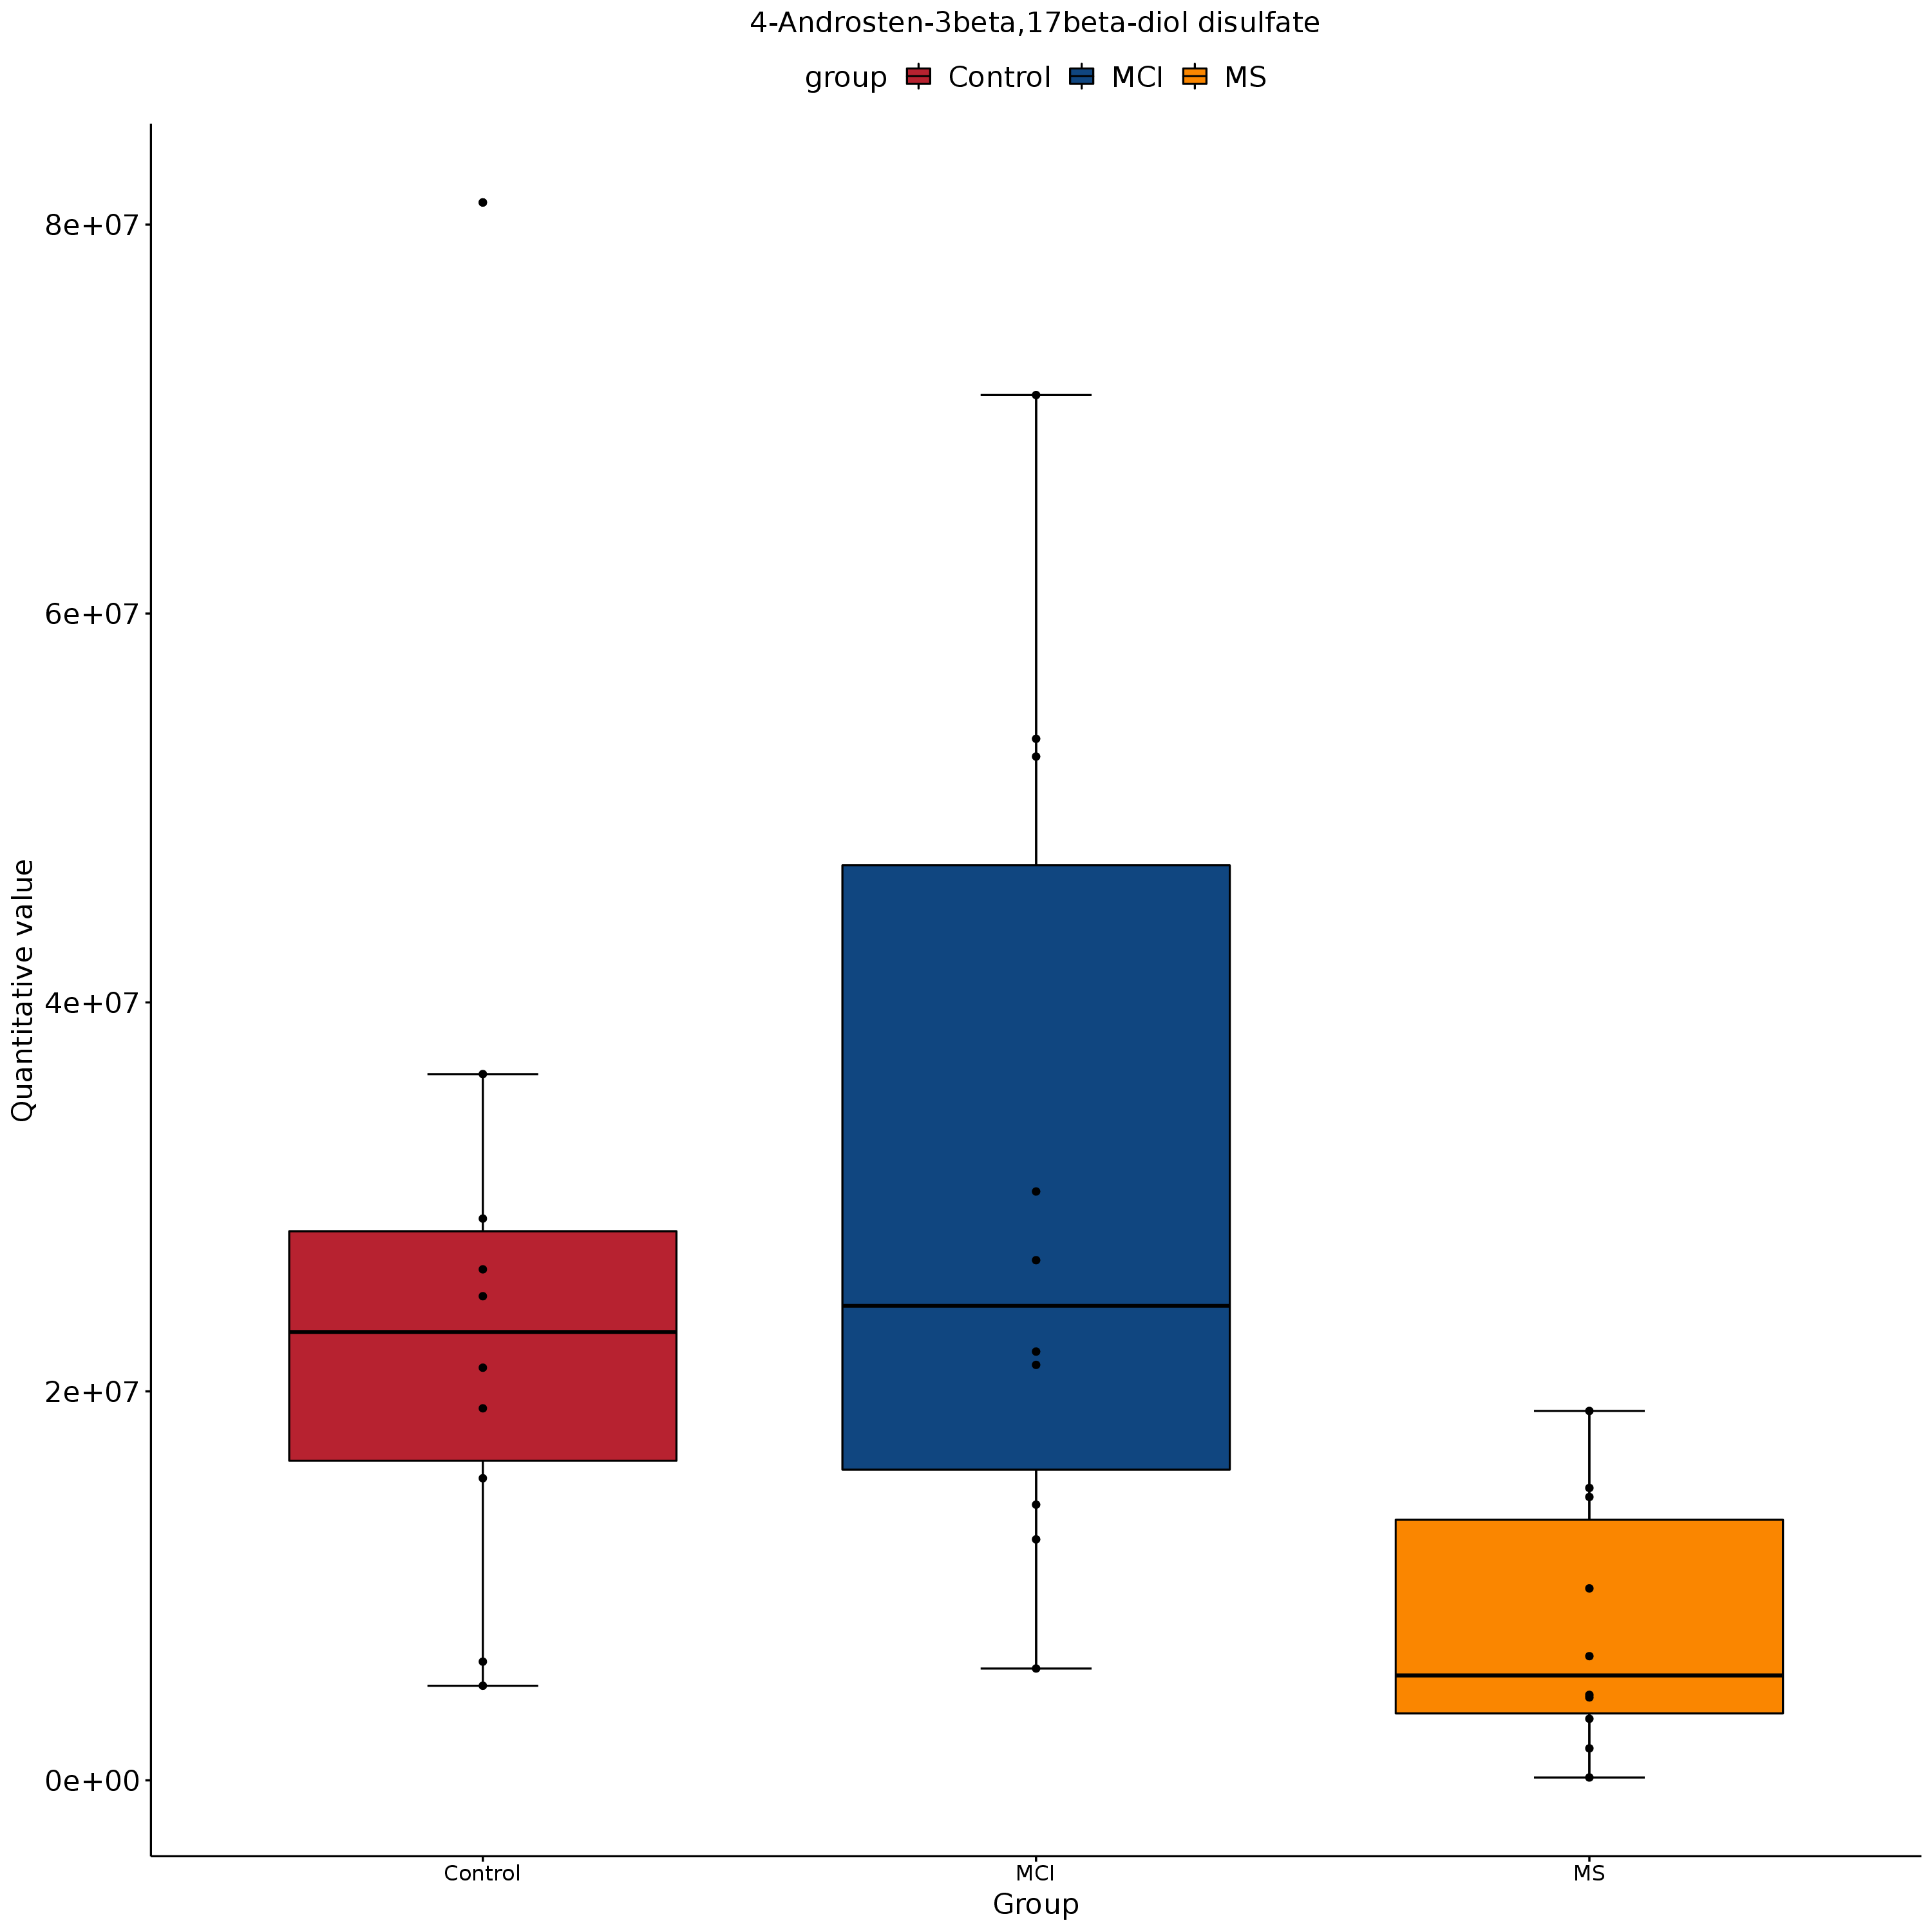 4-Androsten-3beta,17beta-diol disulfate
group Control MCI MS
8e+07
6e+07
4e+07
2e+07
0e+00
Quantitative value
Control MCI MS
Group